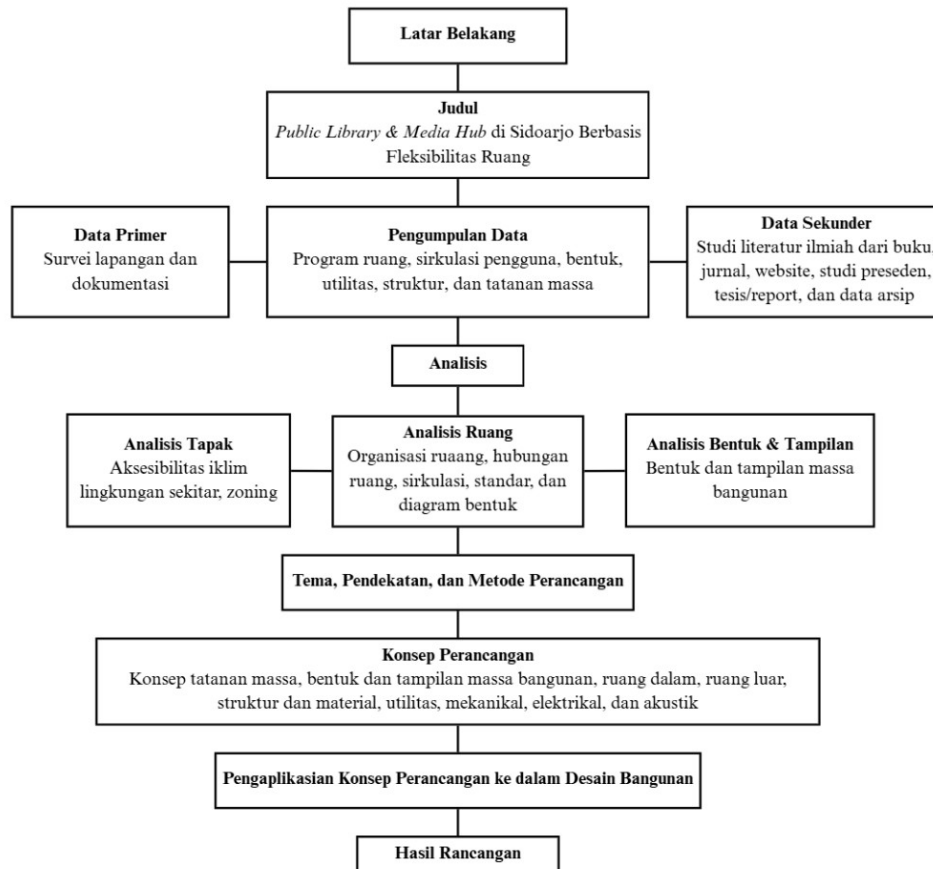 Latar Belakang
Judul
Public Library & Media Hub di Sidoarjo Berbasis
Fleksibilitas Ruang
Data Primer
Survei lapangan dan
dokumentasi
Pengumpulan Data
Program ruang, sirkulasi pengguna, bentuk,
utilitas, struktur, dan tatanan massa
Data Sekunder
Studi literatur ilmiah dari buku,
jurnal, website, studi preseden,
tesis/report, dan data arsip
Analisis
Analisis Tapak
Aksesibilitas iklim
lingkungan sekitar, zoning
Analisis Ruang
Organisasi ruaang, hubungan
ruang, sirkulasi, standar, dan
diagram bentuk
Analisis Bentuk & Tampilan
Bentuk dan tampilan massa
bangunan
Tema, Pendekatan, dan Metode Perancangan
Konsep Perancangan
Konsep tatanan massa, bentuk dan tampilan massa bangunan, ruang dalam, ruang luar,
struktur dan material, utilitas, mekanikal, elektrikal, dan akustik
Pengaplikasian Konsep Perancangan ke dalam Desain Bangunan
Hasil Rancangan